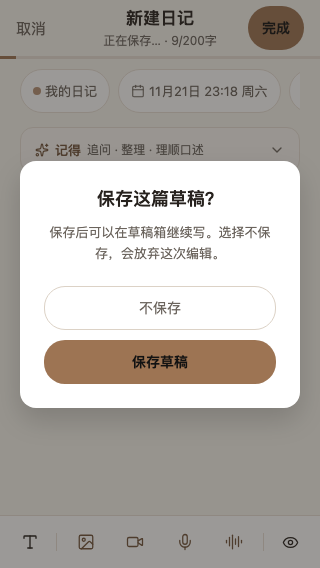 取消
新建日记
正在保存... · 9/200字
完成
我的日记
11月21日 23:18 周六
记得 追问 · 整理 · 理顺口述
保存这篇草稿?
保存后可以在草稿箱继续写。选择不保
存，会放弃这次编辑。
不保存
保存草稿